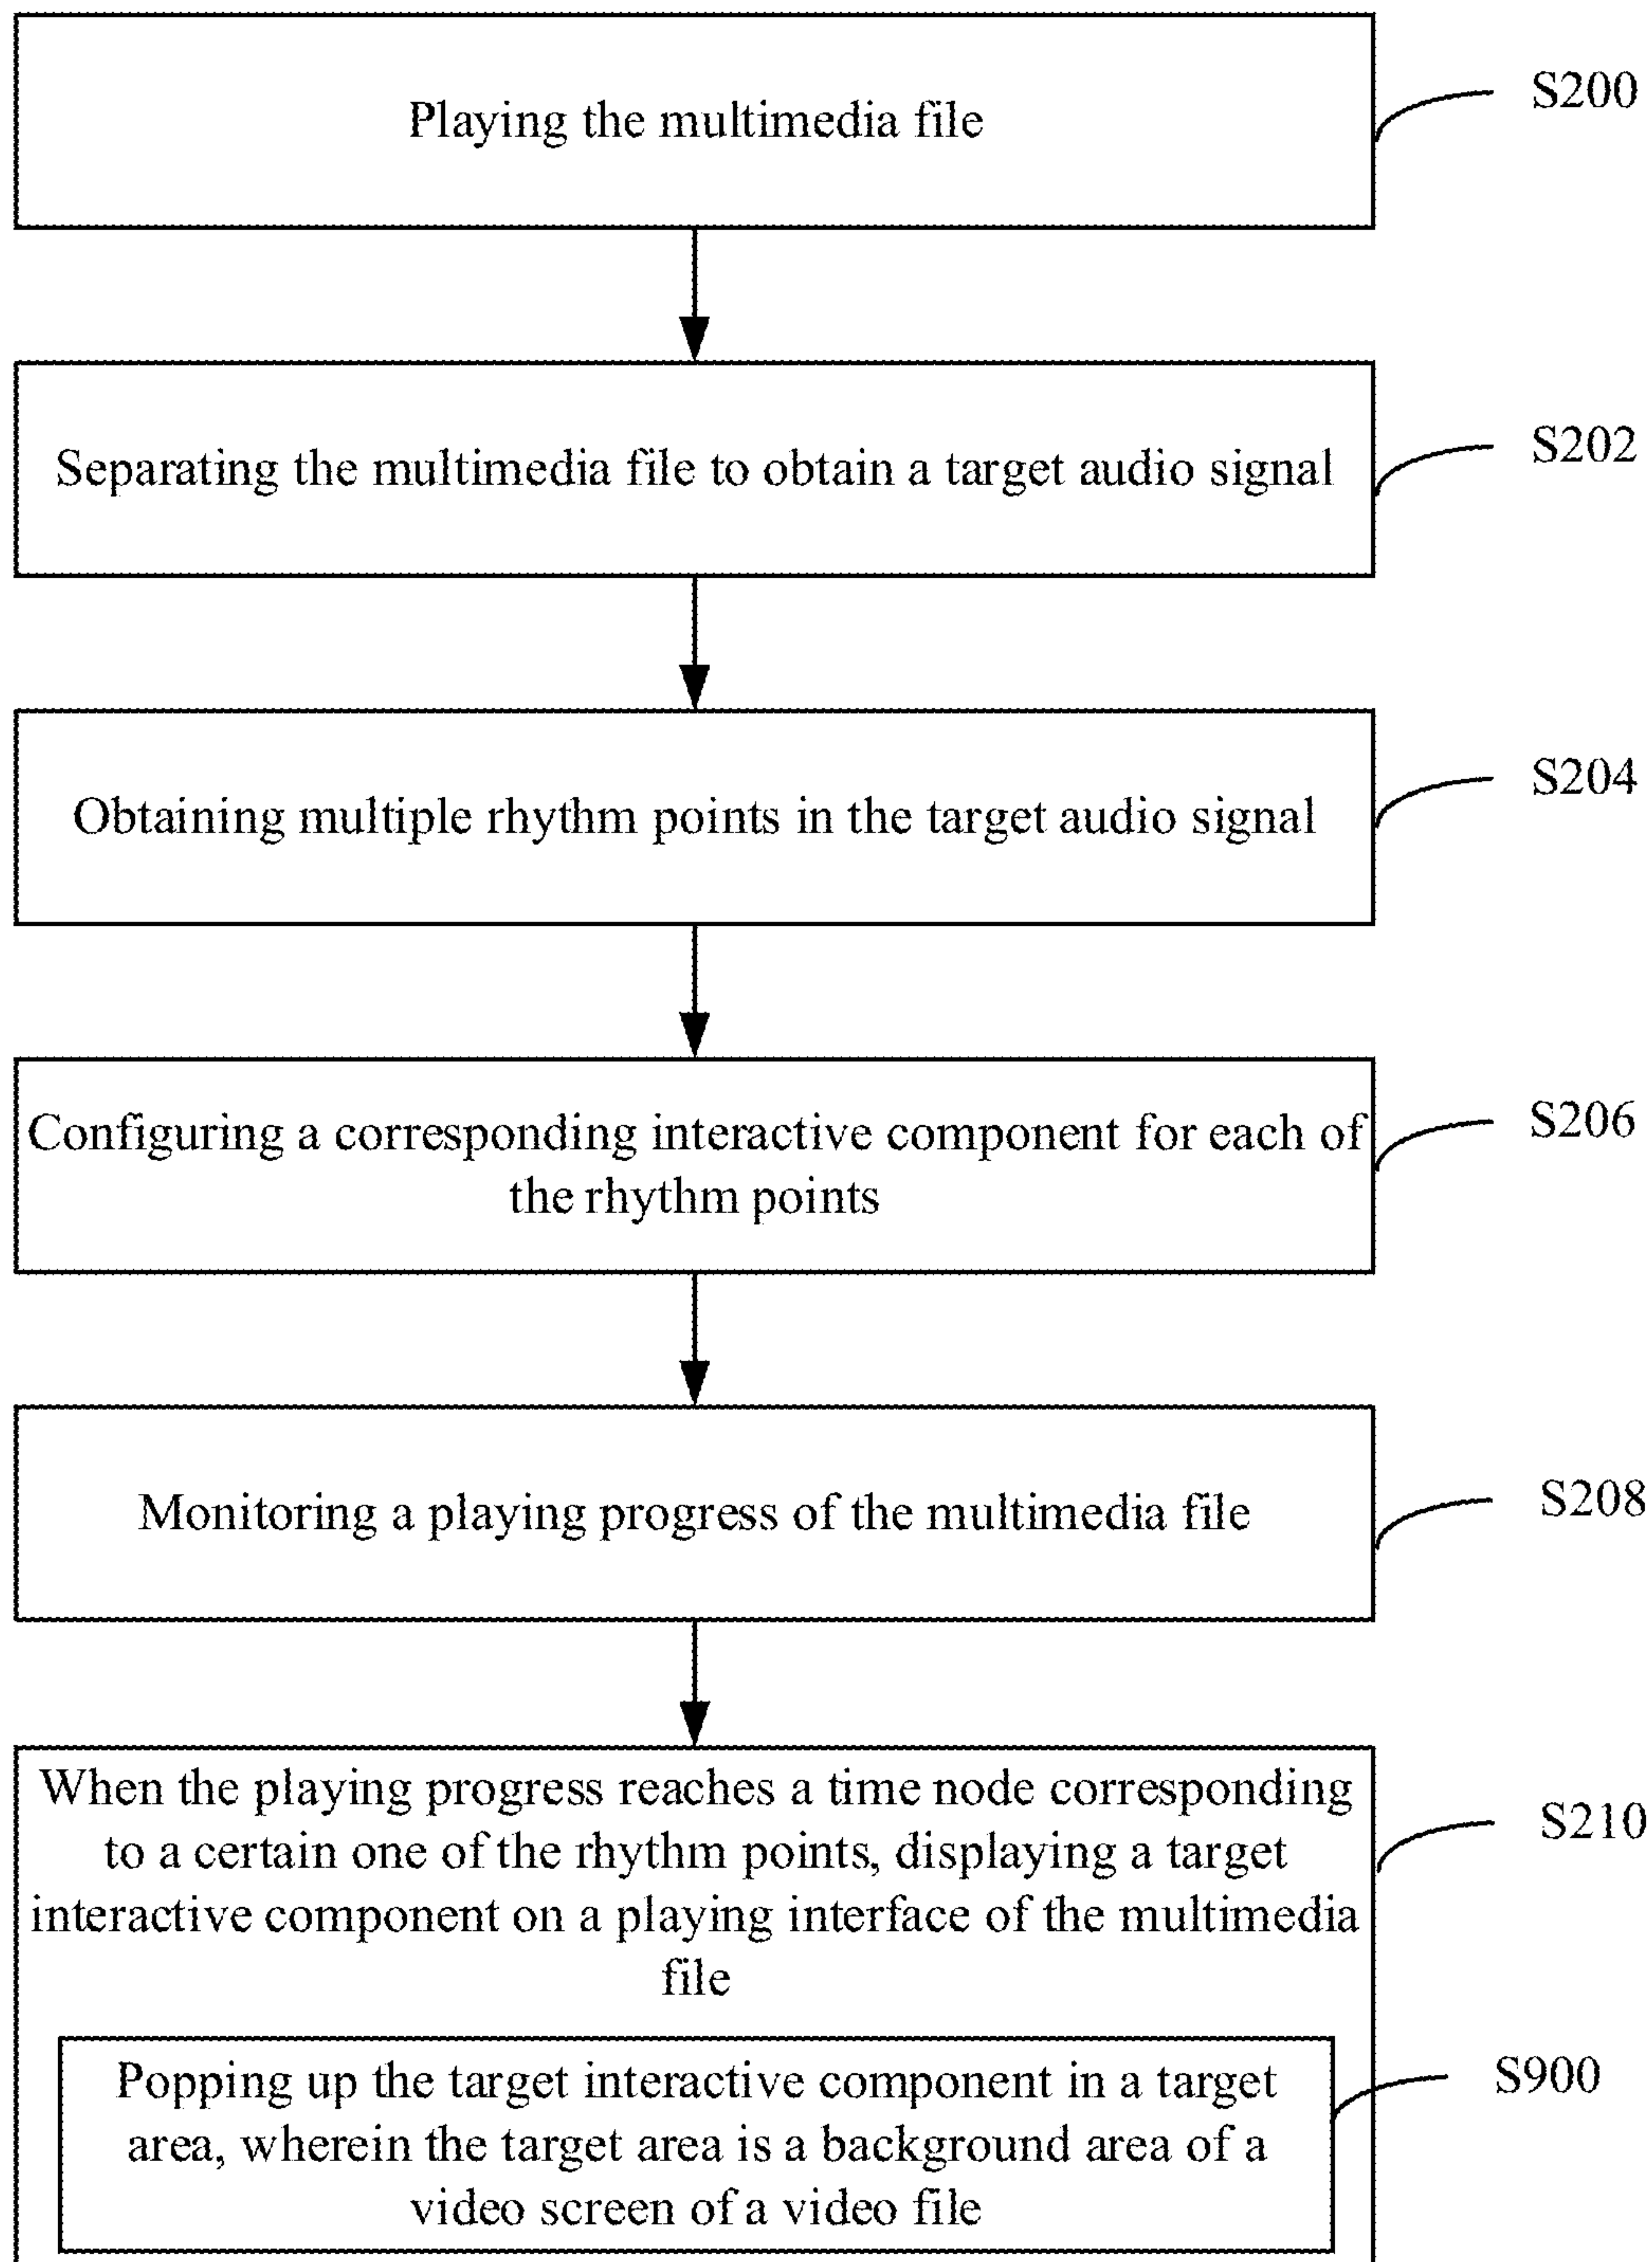 Playing the multimedia file
S200
Separating the multimedia file to obtain a target audio signal
S202
Obtaining multiple rhythm points in the target audio signal
S204
Configuring a corresponding interactive component for each of
the rhythm points
S206
Monitoring a playing progress of the multimedia file
S208
When the playing progress reaches a time node corresponding
to a certain one of the rhythm points, displaying a target
interactive component on a playing interface of the multimedia
file
S210
Popping up the target interactive component in a target
area, wherein the target area is a background area of a
video screen of a video file
S900